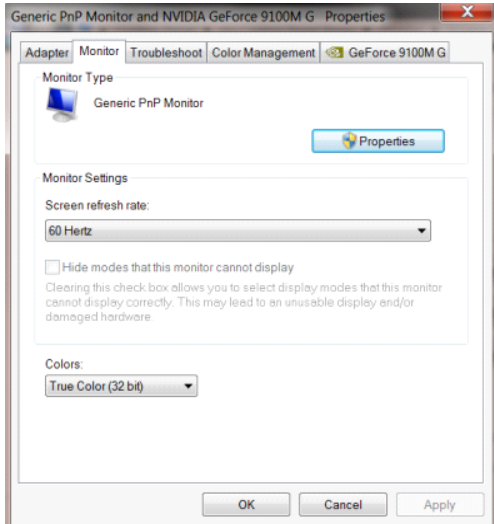 Generic PnP Monitor and NVIDIA GeForce 9100M G Properties
Adapter Monitor Troubleshoot Color Management GeForce 9100M G
Monitor Type
Generic PnP Monitor
Properties
Monitor Settings
Screen refresh rate:
60 Hertz
Hide modes that this monitor cannot display
Clearing this check box allows you to select display modes that this monitor
cannot display correctly. This may lead to an unusable display and/or
damaged hardware.
Colors:
True Color (32 bit)
OK Cancel Apply